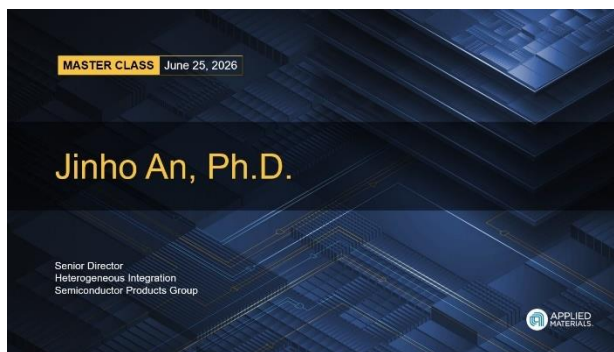 MASTER CLASS June 25, 2026
Jinho An, Ph.D.
Senior Director
Heterogeneous Integration
Semiconductor Products Group
APPLIED
MATERIALS.